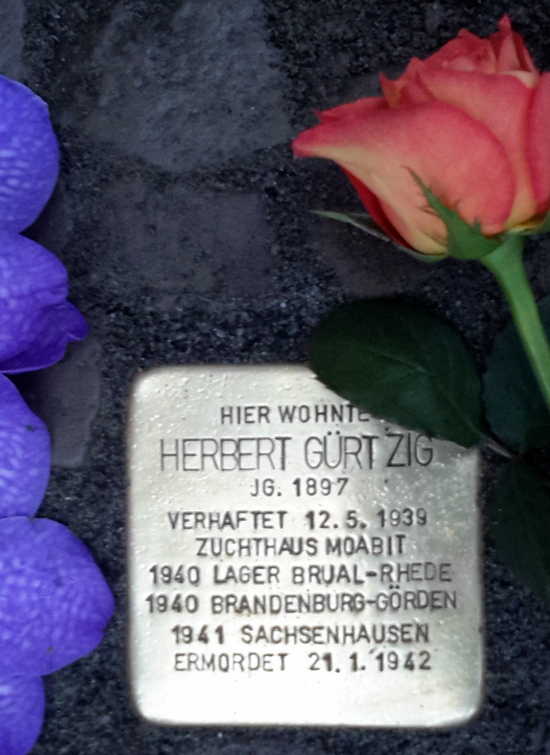 HIER WOHNTE
HERBERT GÜRTZIG
JG. 1897
VERHAFTET 12.5.1939
ZUCHTHAUS MOABIT
1940 LAGER BRUAL-RHEDE
1940 BRANDENBURG-GÖRDEN
1941 SACHSENHAUSEN
ERMORDET 21.1.1942